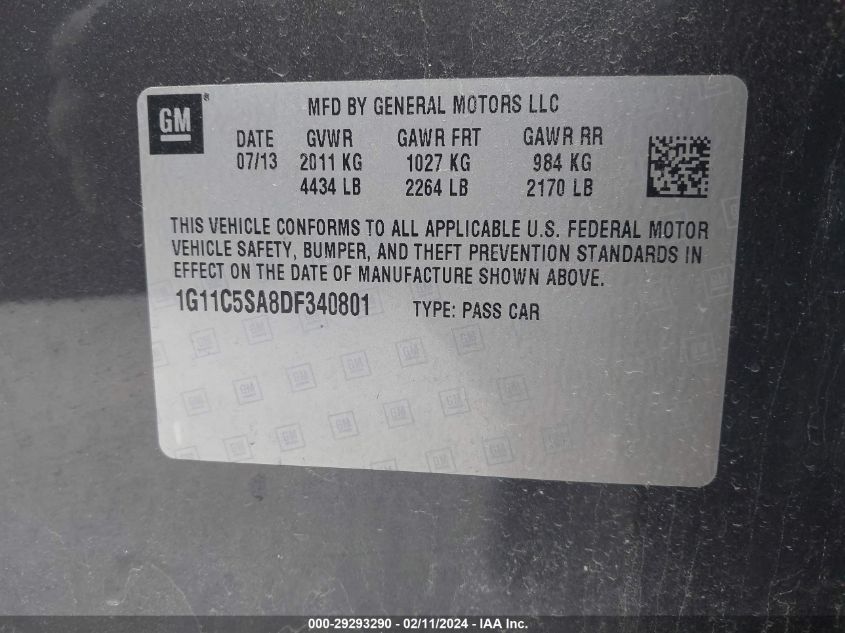 GM®
MFD BY GENERAL MOTORS LLC
DATE GVWR GAWR FRT GAWR RR
07/13 2011 KG 1027 KG 984 KG
4434 LB 2264 LB 2170 LB
THIS VEHICLE CONFORMS TO ALL APPLICABLE U.S. FEDERAL MOTOR
VEHICLE SAFETY, BUMPER, AND THEFT PREVENTION STANDARDS IN
EFFECT ON THE DATE OF MANUFACTURE SHOWN ABOVE.
1G11C5SA8DF340801 TYPE: PASS CAR
000-29293290 - 02/11/2024 - IAA Inc.